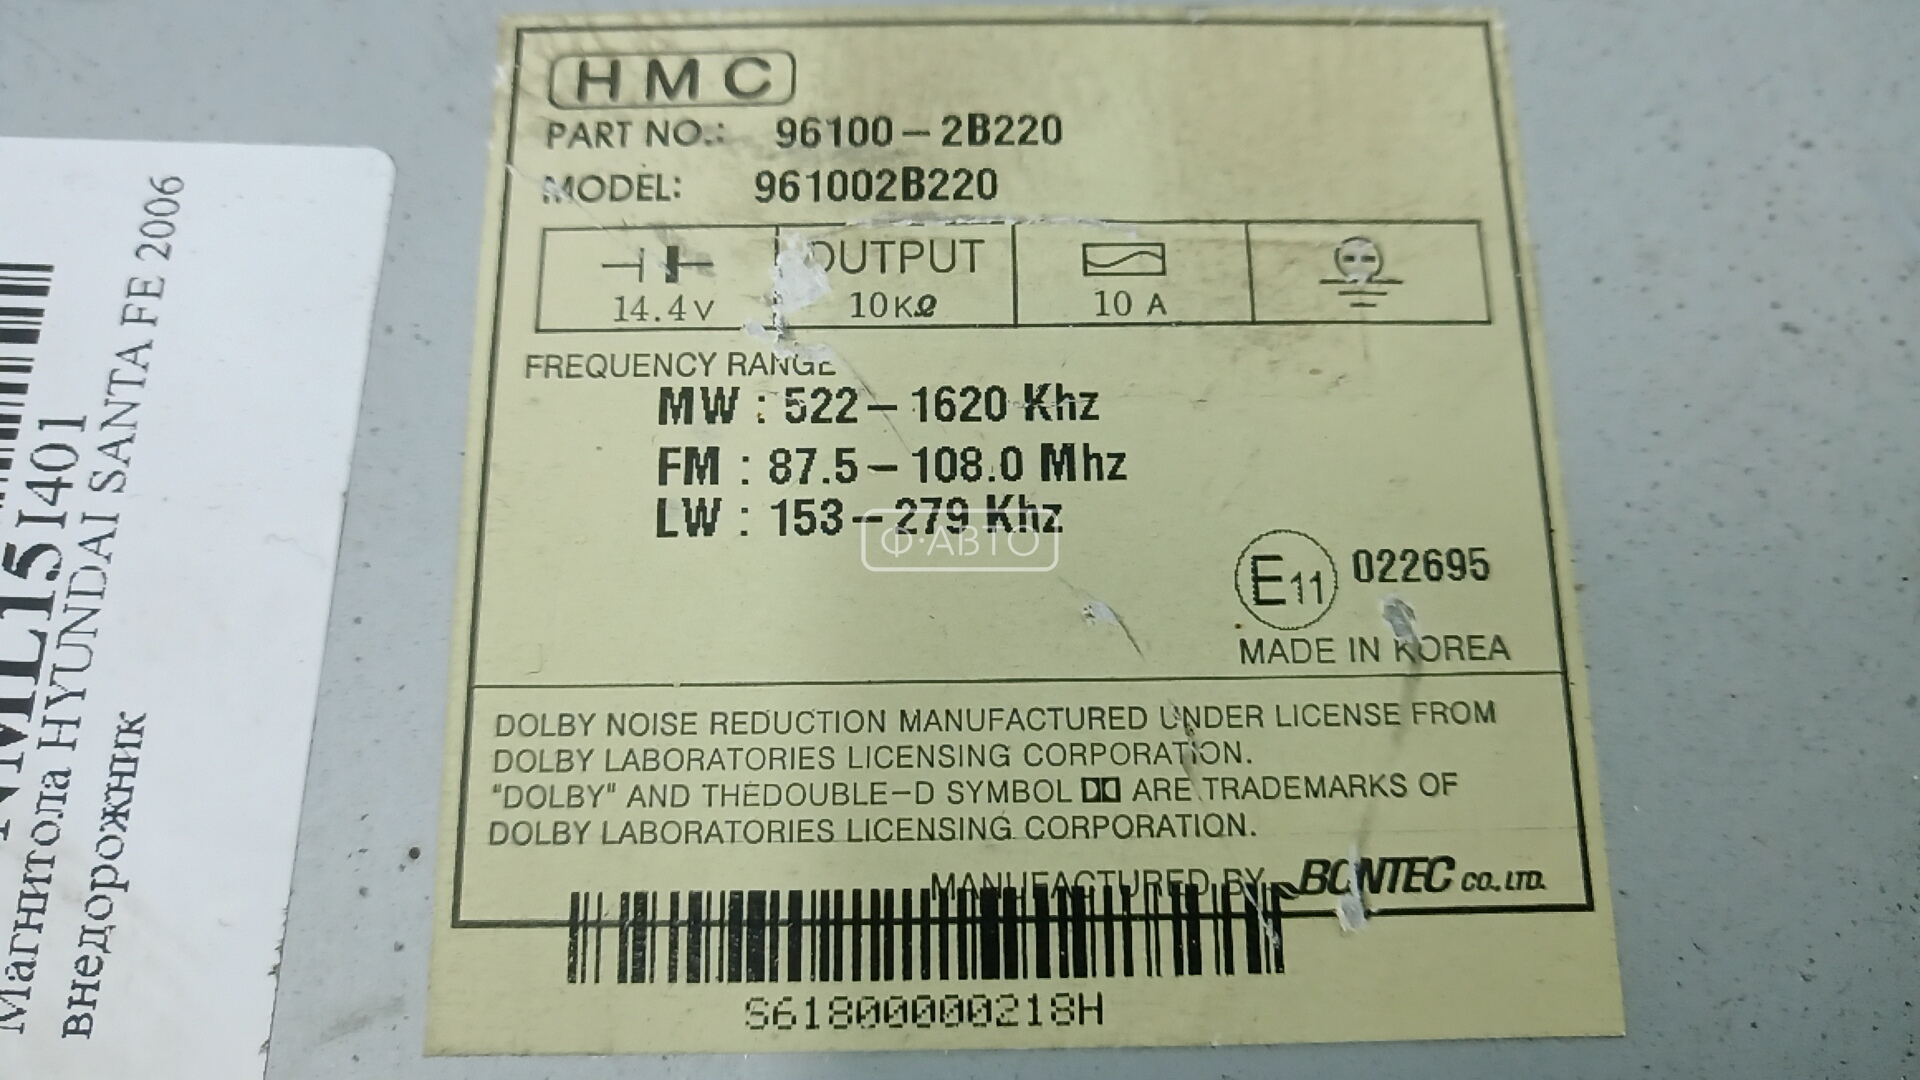 HMC
PART NO.: 96100-2B220
MODEL: 961002B220
14.4V
OUTPUT
10KΩ
10 A
FREQUENCY RANGE
MW : 522-1620 Khz
FM : 87.5-108.0 Mhz
LW : 153-279 Khz
Ф·АВТО
E11 022695
MADE IN KOREA
DOLBY NOISE REDUCTION MANUFACTURED UNDER LICENSE FROM
DOLBY LABORATORIES LICENSING CORPORATION.
"DOLBY" AND THEDOUBLE-D SYMBOL ARE TRADEMARKS OF
DOLBY LABORATORIES LICENSING CORPORATION.
MANUFACTURED BY BONTEC CO., LTD.
S61800000218H
Магнитола HYUNDAI SANTA FE 2006
Внедорожник